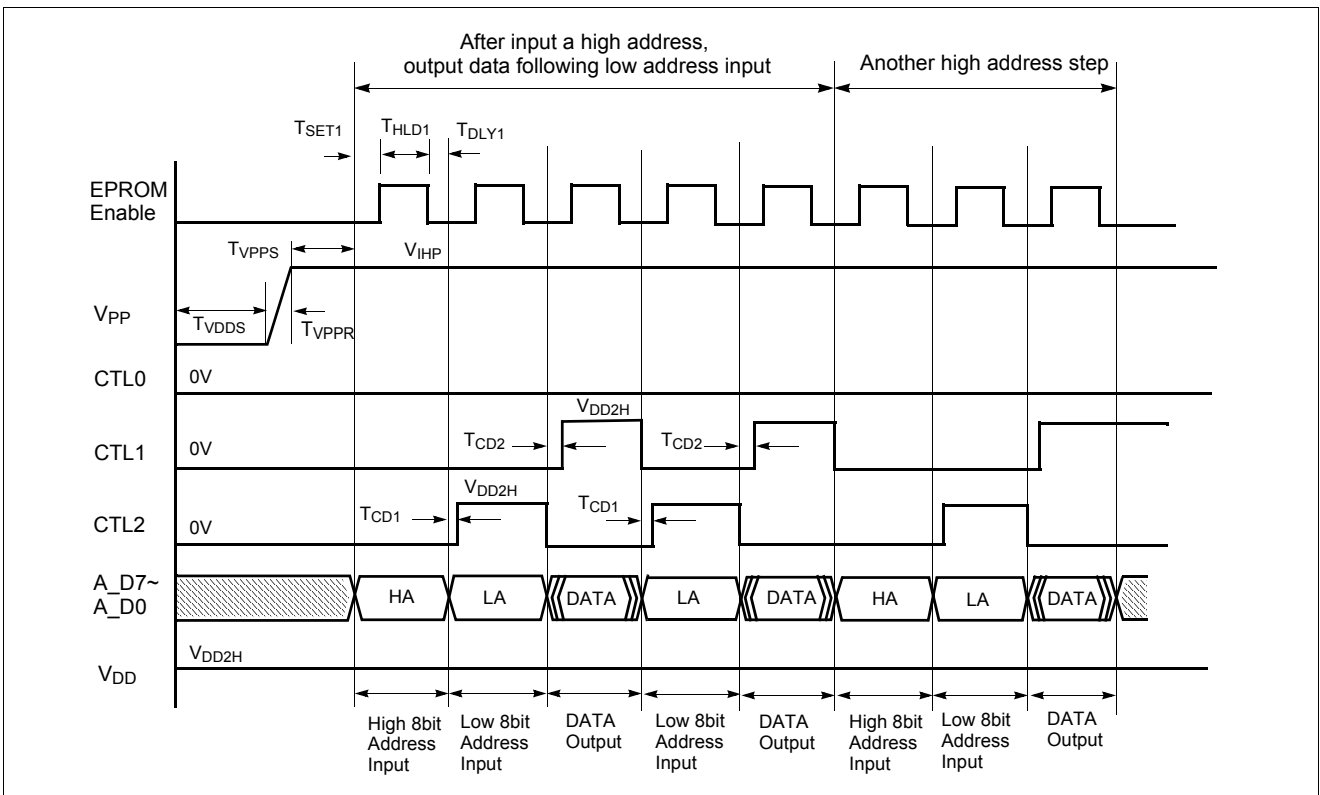 After input a high address,
output data following low address input
Another high address step
TSET1
THLD1
TDLY1
EPROM
Enable
TVPPS
VIHP
VPP
TVDDS
TVPPR
CTL0
0V
VDD2H
CTL1
0V
TCD2
TCD2
VDD2H
CTL2
0V
TCD1
TCD1
A_D7~
A_D0
HA
LA
DATA
LA
DATA
HA
LA
DATA
VDD2H
VDD
High 8bit
Address
Input
Low 8bit
Address
Input
DATA
Output
Low 8bit
Address
Input
DATA
Output
High 8bit
Address
Input
Low 8bit
Address
Input
DATA
Output